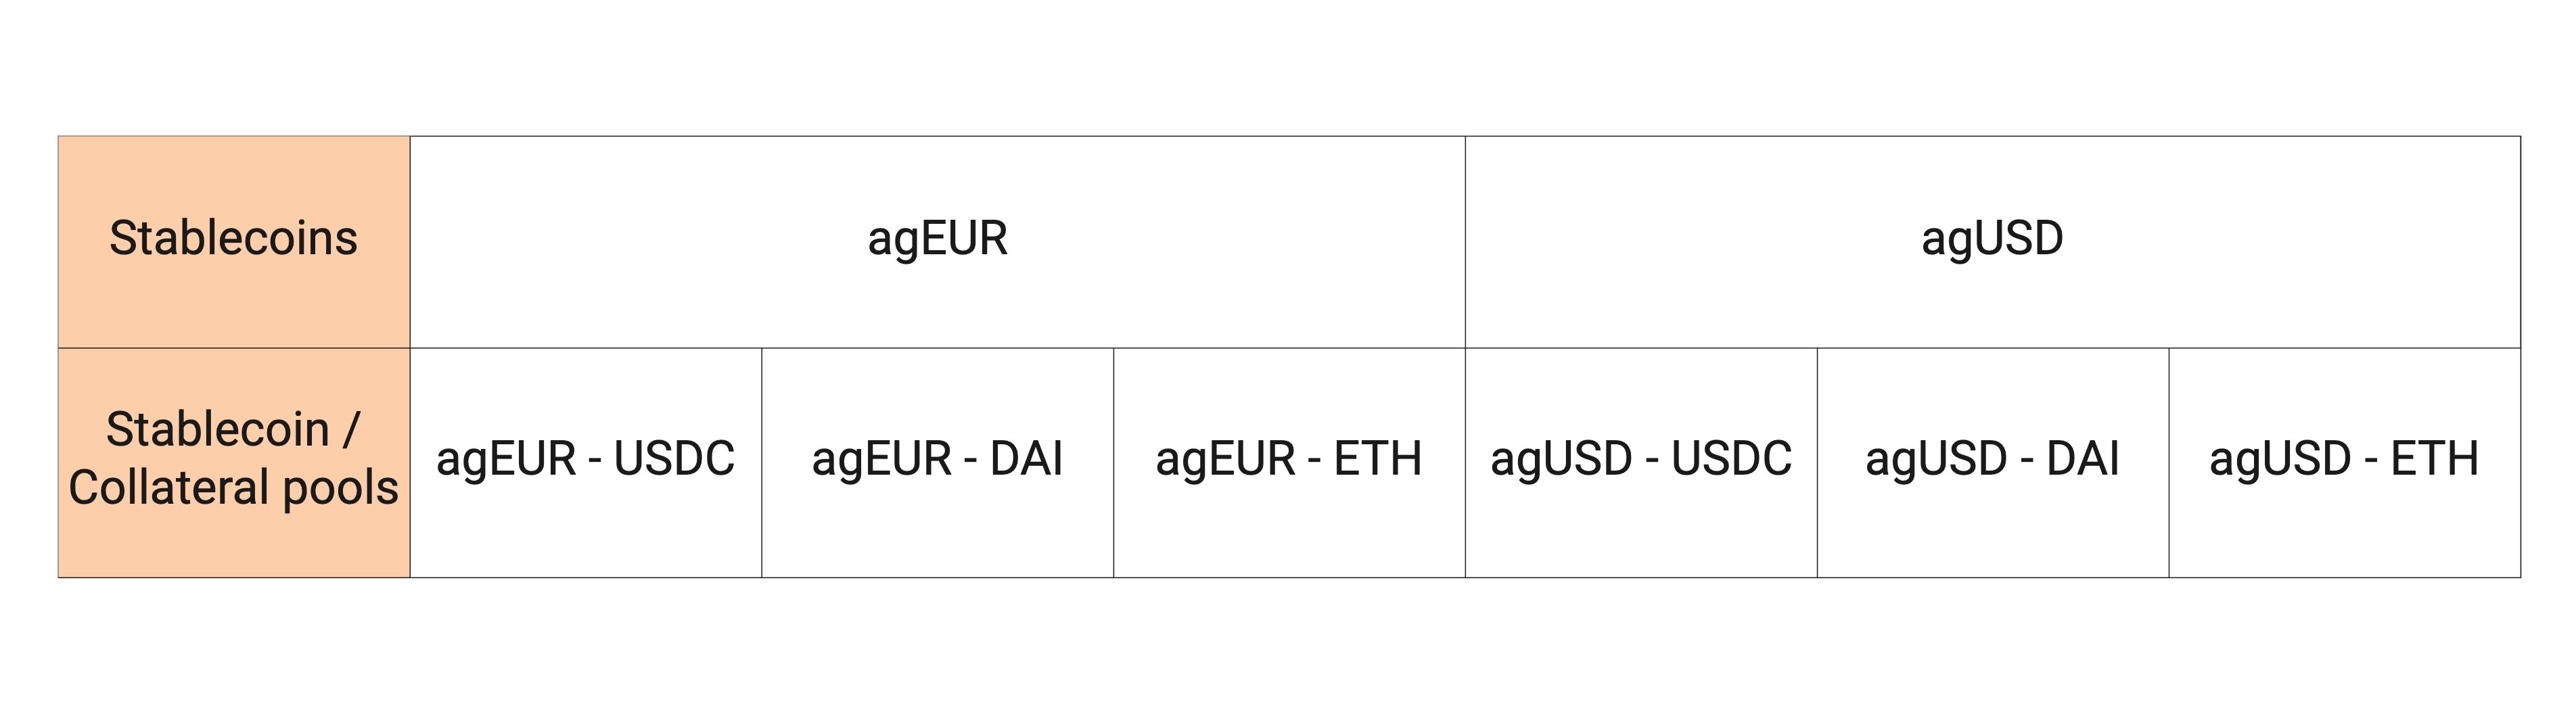 Stablecoins
agEUR
agUSD
Stablecoin /
Collateral pools
agEUR - USDC
agEUR - DAI
agEUR - ETH
agUSD - USDC
agUSD - DAI
agUSD - ETH